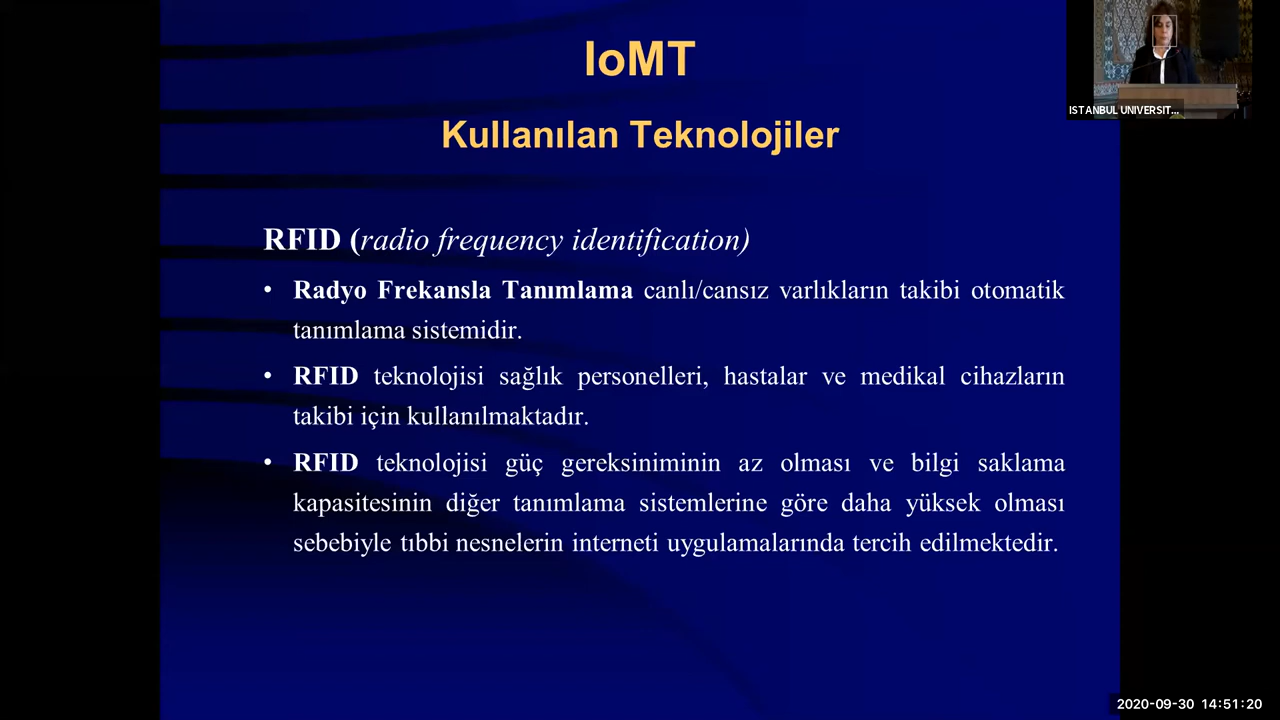 IoMT
Kullanılan Teknolojiler
ISTANBUL UNIVERSIT...
RFID (radio frequency identification)
• Radyo Frekansla Tanımlama canlı/cansız varlıkların takibi otomatik
tanımlama sistemidir.
• RFID teknolojisi sağlık personelleri, hastalar ve medikal cihazların
takibi için kullanılmaktadır.
• RFID teknolojisi güç gereksiniminin az olması ve bilgi saklama
kapasitesinin diğer tanımlama sistemlerine göre daha yüksek olması
sebebiyle tıbbi nesnelerin interneti uygulamalarında tercih edilmektedir.
2020-09-30 14:51:20